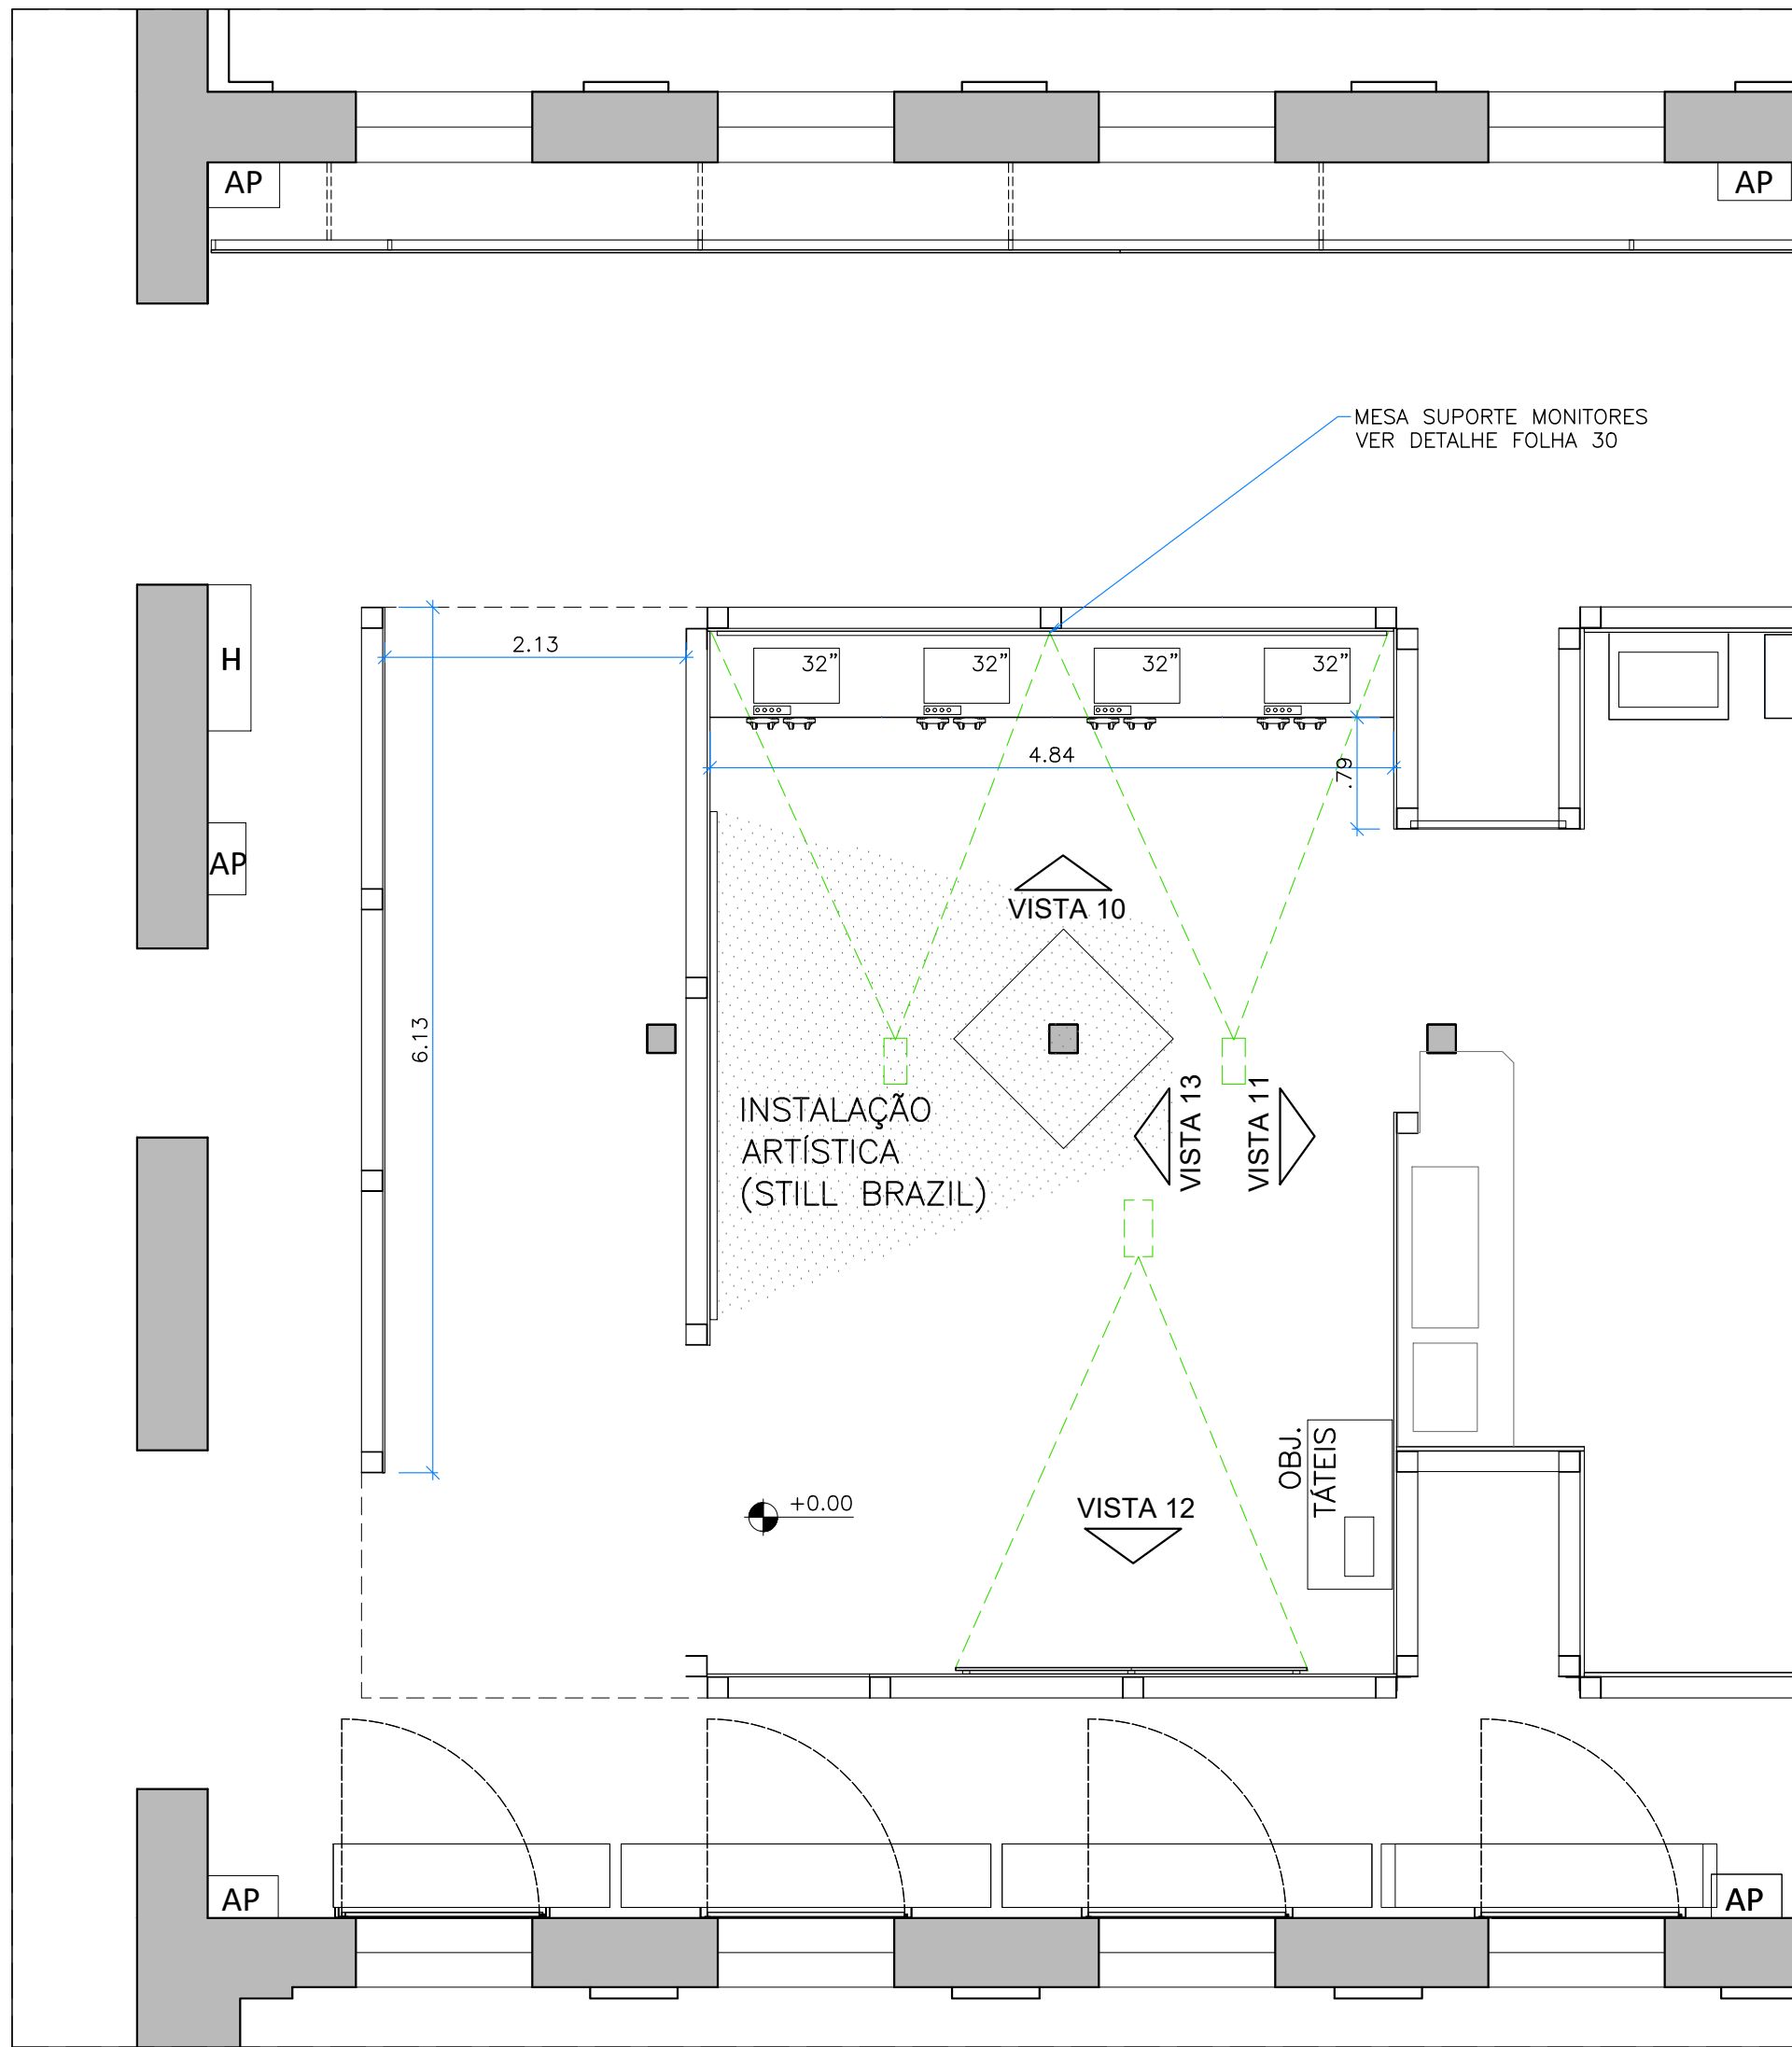 AP
AP
MESA SUPORTE MONITORES
VER DETALHE FOLHA 30
2.13
H
32”
32”
32”
32”
4.84
.79
AP
VISTA 10
6.13
INSTALAÇÃO
ARTÍSTICA
(STILL BRAZIL)
VISTA 13
VISTA 11
OBJ.
TÁTEIS
+0.00
VISTA 12
AP
AP